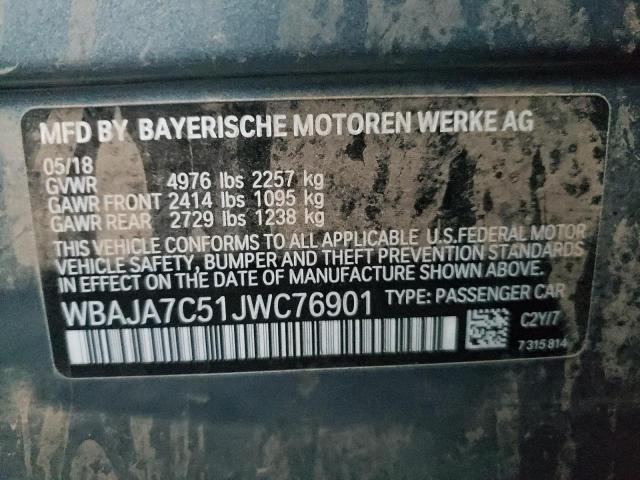 MFD BY BAYERISCHE MOTOREN WERKE AG
05/18
GVWR 4976 lbs 2257 kg
GAWR FRONT 2414 lbs 1095 kg
GAWR REAR 2729 lbs 1238 kg
THIS VEHICLE CONFORMS TO ALL APPLICABLE U.S.FEDERAL MOTOR
VEHICLE SAFETY, BUMPER AND THEFT PREVENTION STANDARDS
IN EFFECT ON THE DATE OF MANUFACTURE SHOWN ABOVE.
WBAJA7C51JWC76901 TYPE: PASSENGER CAR
C2Y/7
7 315 814